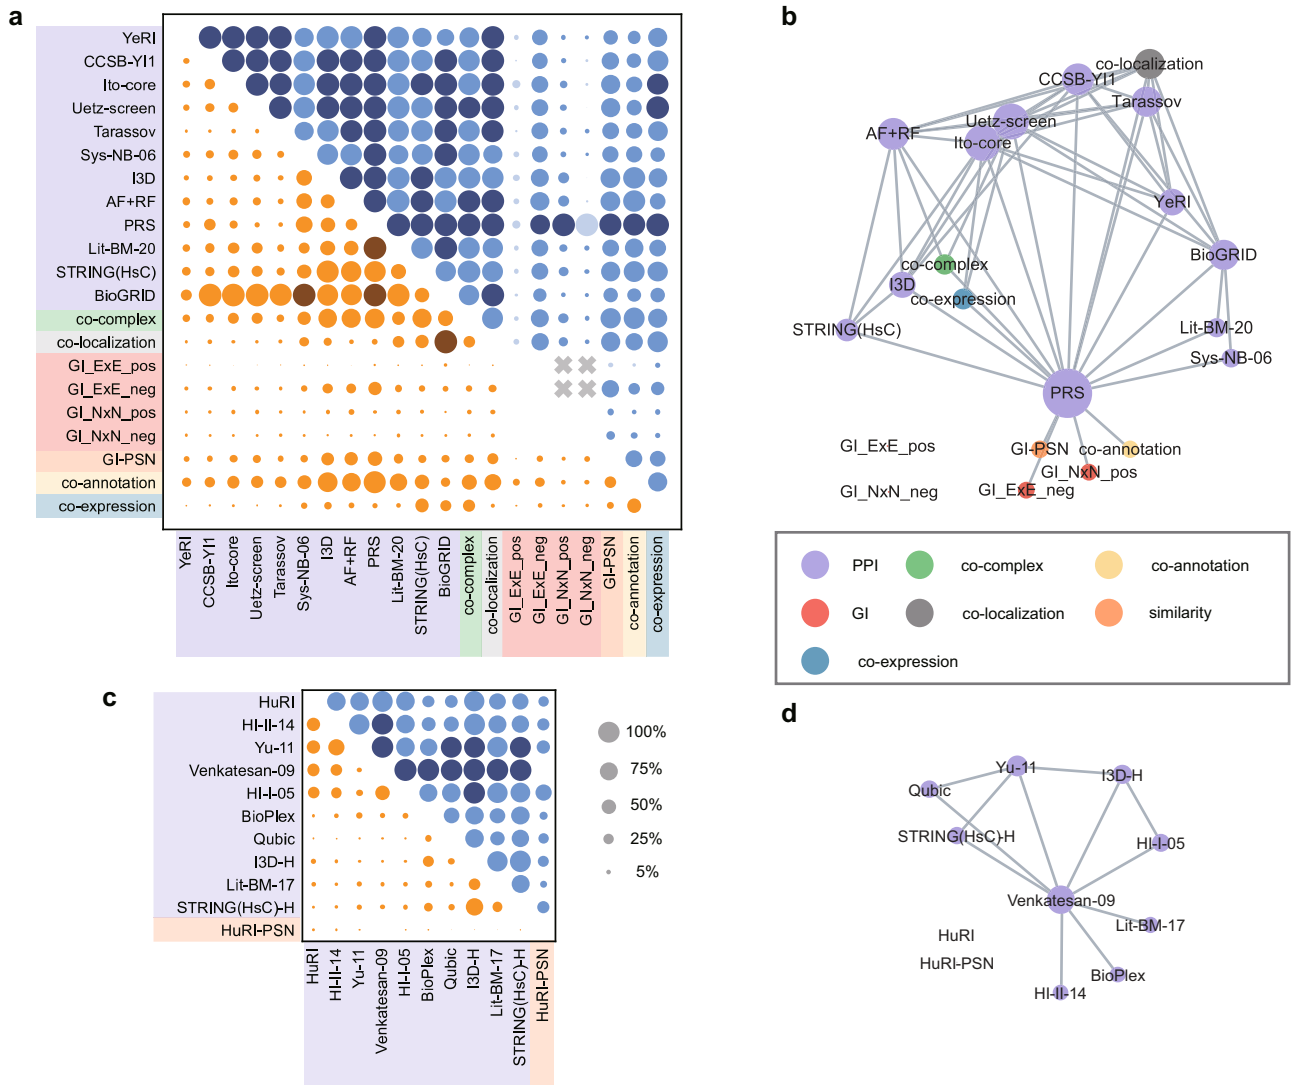 a
YeRI
CCSB-YI1
Ito-core
Uetz-screen
Tarassov
Sys-NB-06
I3D
AF+RF
PRS
Lit-BM-20
STRING(HsC)
BioGRID
co-complex
co-localization
GI_ExE_pos
GI_ExE_neg
GI_NxN_pos
GI_NxN_neg
GI-PSN
co-annotation
co-expression
YeRI
CCSB-YI1
Ito-core
Uetz-screen
Tarassov
Sys-NB-06
I3D
AF+RF
PRS
Lit-BM-20
STRING(HsC)
BioGRID
co-complex
co-localization
GI_ExE_pos
GI_ExE_neg
GI_NxN_pos
GI_NxN_neg
GI-PSN
co-annotation
co-expression
b
co-localization
CCSB-YI1
Tarassov
Uetz-screen
AF+RF
Ito-core
YeRI
BioGRID
co-complex
I3D
co-expression
STRING(HsC)
Lit-BM-20
Sys-NB-06
PRS
GI_ExE_pos
GI-PSN
co-annotation
GI_NxN_pos
GI_NxN_neg
GI_ExE_neg
PPI
co-complex
co-annotation
GI
co-localization
similarity
co-expression
c
HuRI
HI-II-14
Yu-11
Venkatesan-09
HI-I-05
BioPlex
Qubic
I3D-H
Lit-BM-17
STRING(HsC)-H
HuRI-PSN
HuRI
HI-II-14
Yu-11
Venkatesan-09
HI-I-05
BioPlex
Qubic
I3D-H
Lit-BM-17
STRING(HsC)-H
HuRI-PSN
100%
75%
50%
25%
5%
d
Yu-11
I3D-H
Qubic
STRING(HsC)-H
HI-I-05
Venkatesan-09
Lit-BM-17
HuRI
HuRI-PSN
BioPlex
HI-II-14